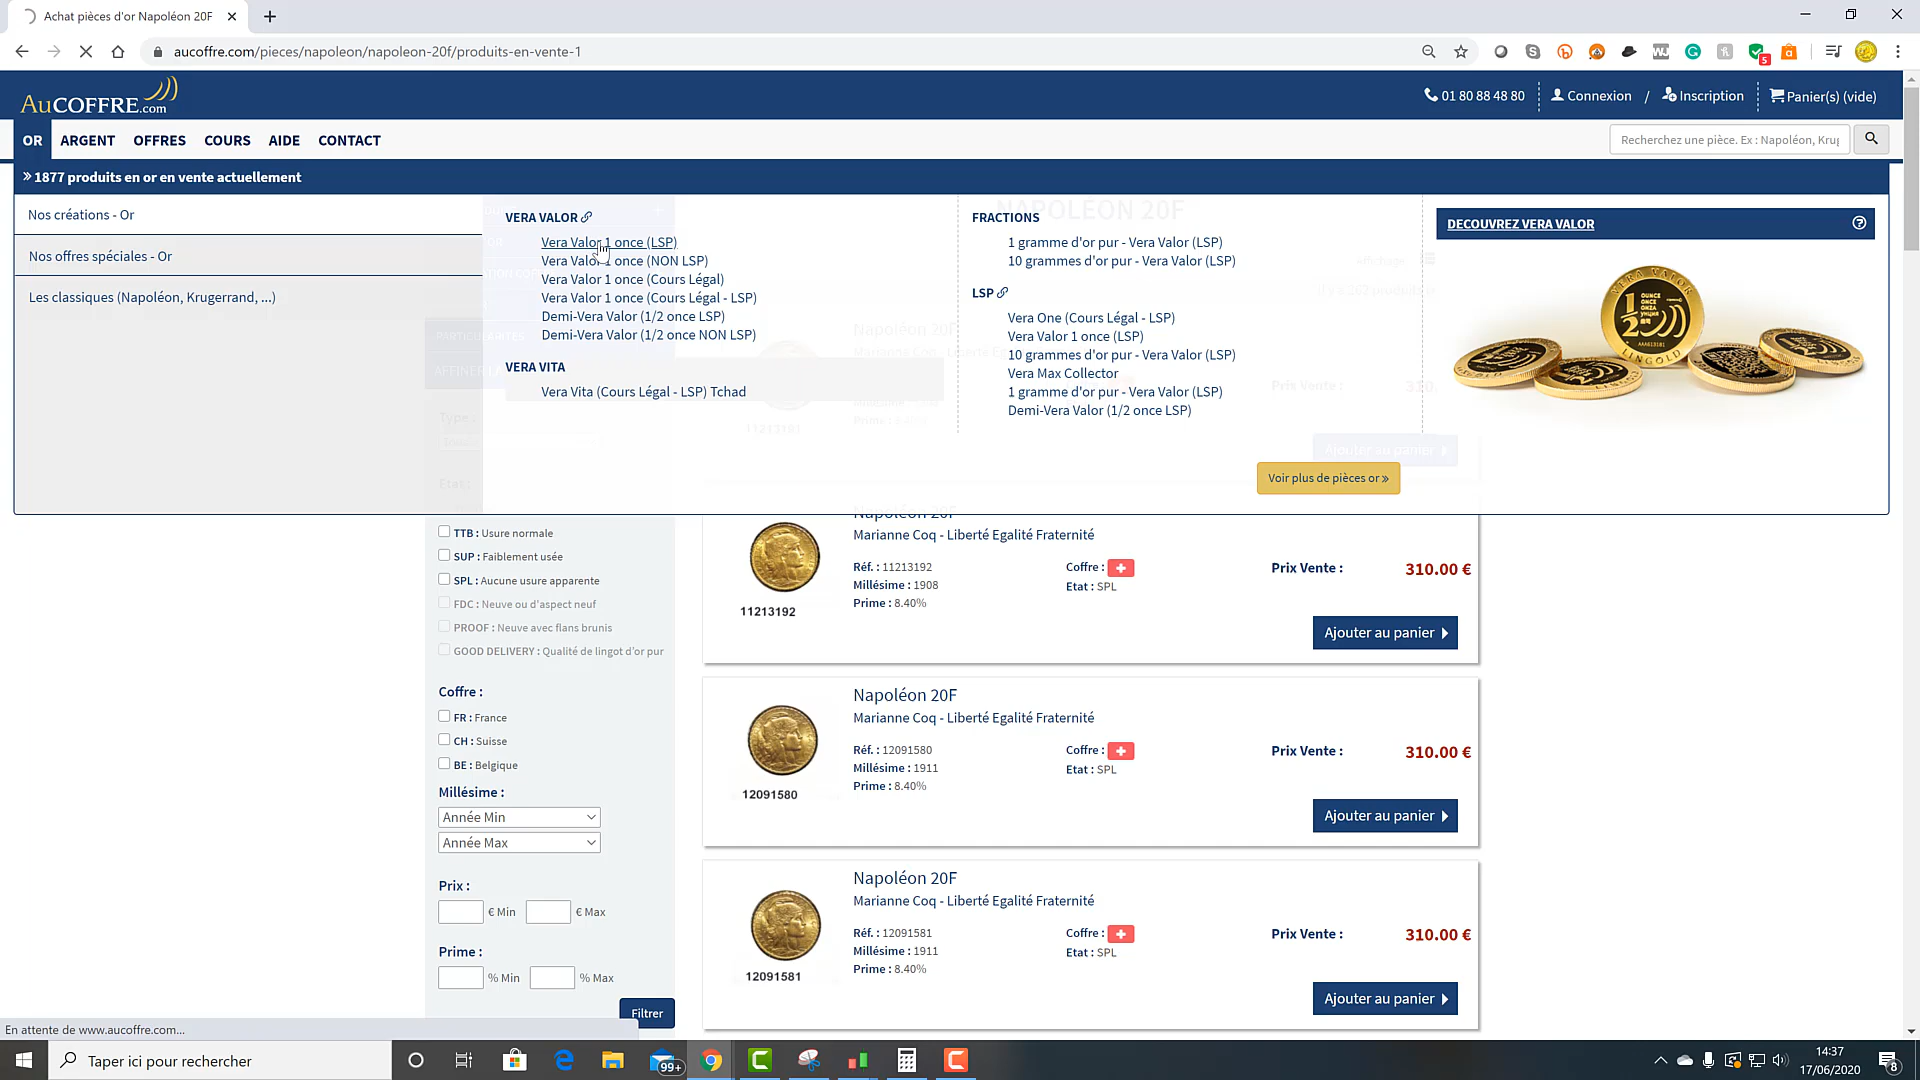 Achat pièces d'or Napoléon 20F
aucoffre.com/pieces/napoleon/napoleon-20f/produits-en-vente-1
5
AuCOFFRE.com
01 80 88 48 80
Connexion / Inscription
Panier(s) (vide)
OR ARGENT OFFRES COURS AIDE CONTACT
Recherchez une pièce. Ex : Napoléon, Krug
» 1877 produits en or en vente actuellement
Nos créations - Or
Nos offres spéciales - Or
Les classiques (Napoléon, Krugerrand, ...)
VERA VALOR
Vera Valor 1 once (LSP)
Vera Valor 1 once (NON LSP)
Vera Valor 1 once (Cours Légal)
Vera Valor 1 once (Cours Légal - LSP)
Demi-Vera Valor (1/2 once LSP)
Demi-Vera Valor (1/2 once NON LSP)
VERA VITA
Vera Vita (Cours Légal - LSP) Tchad
FRACTIONS
1 gramme d'or pur - Vera Valor (LSP)
10 grammes d'or pur - Vera Valor (LSP)
LSP
Vera One (Cours Légal - LSP)
Vera Valor 1 once (LSP)
10 grammes d'or pur - Vera Valor (LSP)
Vera Max Collector
1 gramme d'or pur - Vera Valor (LSP)
Demi-Vera Valor (1/2 once LSP)
DECOUVREZ VERA VALOR
Voir plus de pièces or »
NAPOLÉON 20F
Ajouter au panier
TTB : Usure normale
SUP : Faiblement usée
SPL : Aucune usure apparente
FDC : Neuve ou d'aspect neuf
PROOF : Neuve avec flans brunis
GOOD DELIVERY : Qualité de lingot d'or pur
Coffre :
FR : France
CH : Suisse
BE : Belgique
Millésime :
Année Min
Année Max
Prix :
€ Min € Max
Prime :
% Min % Max
Filtrer
Napoléon 20F
Marianne Coq - Liberté Egalité Fraternité
Réf. : 11213192
Millésime : 1908
Prime : 8.40%
Coffre :
Etat : SPL
Prix Vente : 310.00 €
11213192
Ajouter au panier
Napoléon 20F
Marianne Coq - Liberté Egalité Fraternité
Réf. : 12091580
Millésime : 1911
Prime : 8.40%
Coffre :
Etat : SPL
Prix Vente : 310.00 €
12091580
Ajouter au panier
Napoléon 20F
Marianne Coq - Liberté Egalité Fraternité
Réf. : 12091581
Millésime : 1911
Prime : 8.40%
Coffre :
Etat : SPL
Prix Vente : 310.00 €
12091581
Ajouter au panier
En attente de www.aucoffre.com...
Taper ici pour rechercher
99+
14:37
17/06/2020
8